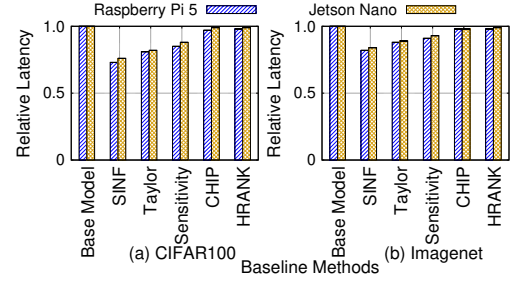 Raspberry Pi 5 Jetson Nano
1.0
0.5
0
Relative Latency
Base Model
SINF
Taylor
Sensitivity
CHIP
HRANK
(a) CIFAR100
1.0
0.5
0
Relative Latency
Base Model
SINF
Taylor
Sensitivity
CHIP
HRANK
(b) Imagenet
Baseline Methods